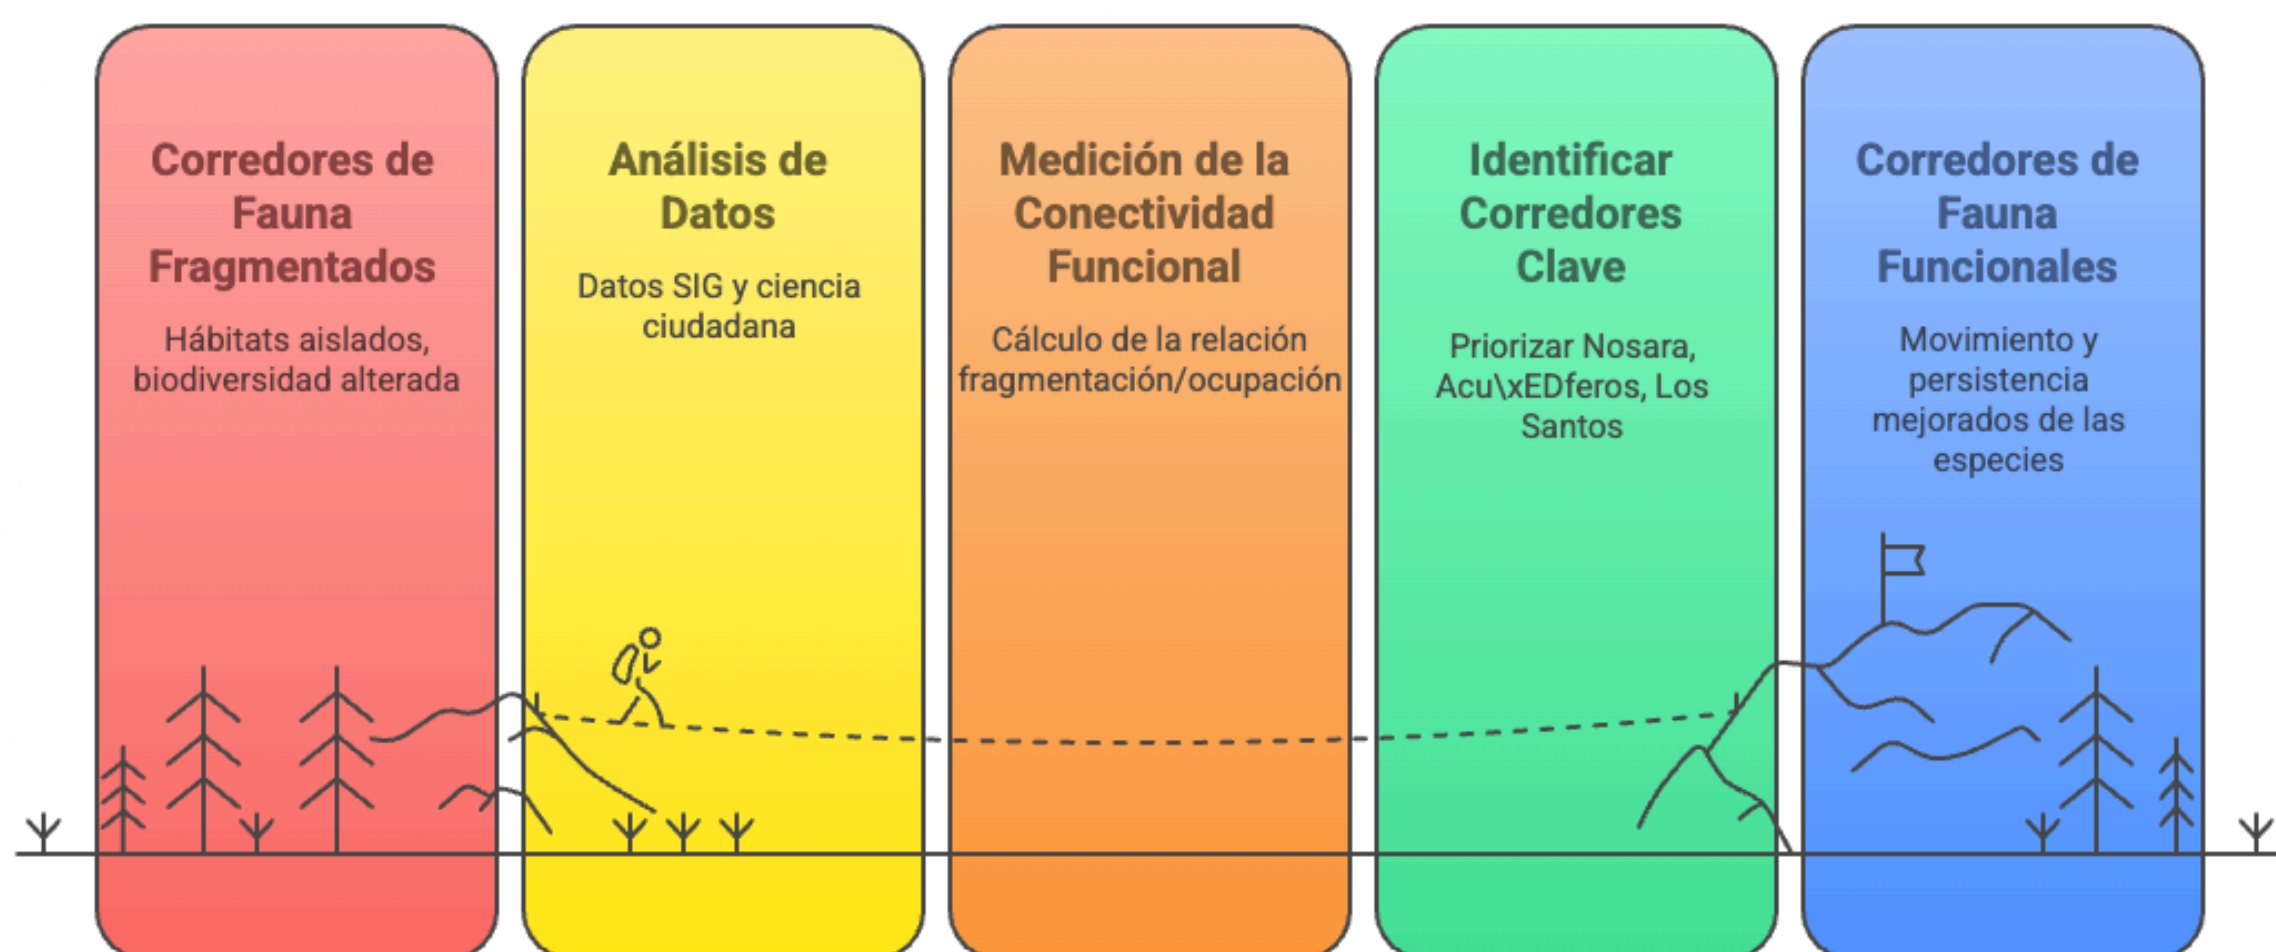 Corredores de
Fauna
Fragmentados
Hábitats aislados,
biodiversidad alterada
Análisis de
Datos
Datos SIG y ciencia
ciudadana
Medición de la
Conectividad
Funcional
Cálculo de la relación
fragmentación/ocupación
Identificar
Corredores
Clave
Priorizar Nosara,
Acu\xEDferos, Los
Santos
Corredores de
Fauna
Funcionales
Movimiento y
persistencia
mejorados de las
especies